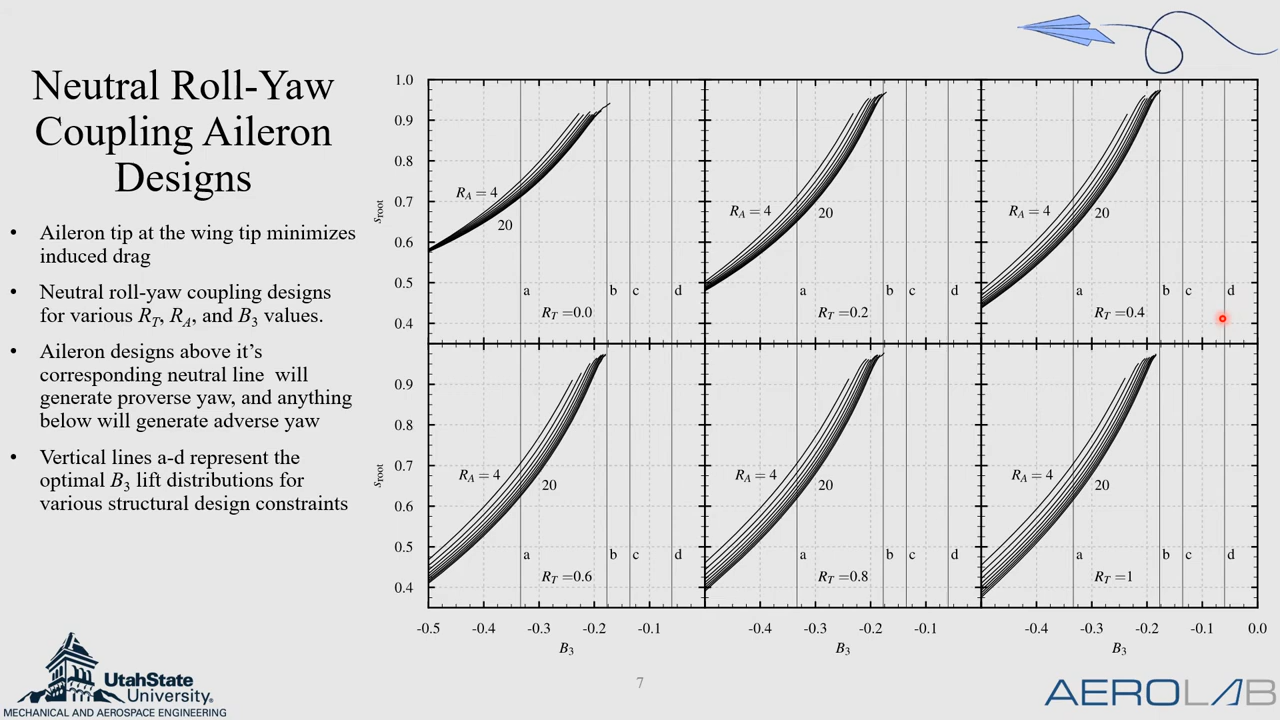 Neutral Roll-Yaw
Coupling Aileron
Designs
• Aileron tip at the wing tip minimizes
induced drag
• Neutral roll-yaw coupling designs
for various R_T, R_A, and B_3 values.
• Aileron designs above it’s
corresponding neutral line will
generate proverse yaw, and anything
below will generate adverse yaw
• Vertical lines a-d represent the
optimal B_3 lift distributions for
various structural design constraints
1.0
0.9
0.8
0.7
0.6
0.5
0.4
s_root
R_A = 4
20
a b c d
R_T =0.0
R_A = 4
20
a b c d
R_T =0.2
R_A = 4
20
a b c d
R_T =0.4
0.9
0.8
0.7
0.6
0.5
0.4
s_root
R_A = 4
20
a b c d
R_T =0.6
R_A = 4
20
a b c d
R_T =0.8
R_A = 4
20
a b c d
R_T =1
-0.5 -0.4 -0.3 -0.2 -0.1 -0.4 -0.3 -0.2 -0.1 -0.4 -0.3 -0.2 -0.1 0.0
B_3 B_3 B_3
UtahState
University®
MECHANICAL AND AEROSPACE ENGINEERING
7
AEROLAB